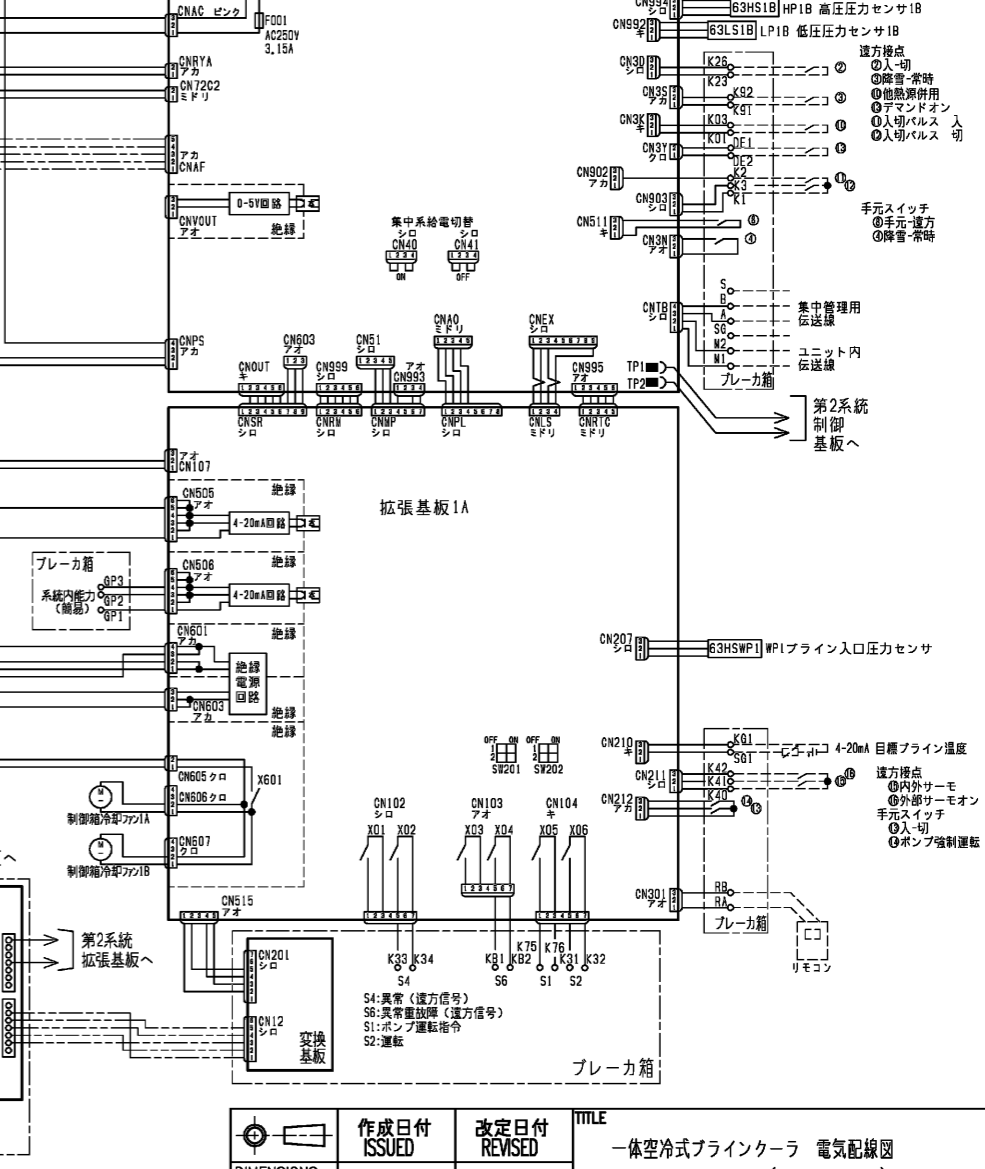 CNAC ピンク
F001
AC250V
3.15A
CNRYA
アカ
CN72C2
ミドリ
アカ
CNAF
CNVOUT
アオ
0-5V回路
絶縁
集中系給電切替
シロ シロ
CN40 CN41
1234 1234
ON OFF
CNPS
アカ
CN994
シロ
63HS1B HP1B 高圧圧力センサ1B
CN992
キ
63LS1B LP1B 低圧圧力センサ1B
CN3D
シロ
K26
K23
②
CN3S
アカ
K92
K91
③
CN3K
キ
K03
K01
⑩
CN3Y
クロ
DE1
DE2
⑬
CN902
アカ
K2
K3
K1
⑪
⑫
CN903
シロ
CN511
キ
⑧
CN3N
アオ
④
遠方接点
②入-切
③降雪-常時
⑩他熱源併用
⑬デマンドオン
⑪入切パルス 入
⑫入切パルス 切
手元スイッチ
⑧手元-遠方
④降雪-常時
CNTB
シロ
S
B
A
SG
M2
M1
ブレーカ箱
集中管理用
伝送線
ユニット内
伝送線
TP1
TP2
第2系統
制御
基板へ
CNOUT
キ
CN603
アオ
CN999
シロ
CN51
シロ
アオ
CN993
CNAO
ミドリ
CNEX
シロ
CN995
アオ
CNSR
シロ
CNRM
シロ
CNMP
シロ
CNPL
シロ
CNLS
ミドリ
CNRTC
ミドリ
拡張基板1A
アオ
CN107
CN505
アオ
絶縁
4-20mA回路
CN506
アオ
絶縁
4-20mA回路
ブレーカ箱
系統内能力
(簡易)
GP3
GP2
GP1
CN601
アカ
絶縁
絶縁
電源
回路
CN603
アカ
絶縁
絶縁
CN605 クロ
X601
CN606 クロ
M
制御箱冷却ファン1A
CN607
クロ
M
制御箱冷却ファン1B
CN207
シロ
63HSWP1 WP1ブライン入口圧力センサ
OFF ON OFF ON
SW201 SW202
CN210
キ
KG1
SG1
4-20mA 目標ブライン温度
CN211
シロ
K42
K41
K40
⑯
⑮
CN212
アカ
⑭
⑬
遠方接点
⑮内外サーモ
⑯外部サーモオン
手元スイッチ
⑬入-切
⑭ポンプ強制運転
CN301
アオ
RB
RA
ブレーカ箱
リモコン
CN102
シロ
X01 X02
CN103
アオ
X03 X04
CN104
キ
X05 X06
K33 K34
S4
KB1 KB2
S6
K75 K76
S1
K31 K32
S2
S4:異常(遠方信号)
S6:異常重故障(遠方信号)
S1:ポンプ運転指令
S2:運転
ブレーカ箱
CN515
アオ
CN201
シロ
CN12
シロ
変換
基板
へ
第2系統
拡張基板へ
作成日付
ISSUED
改定日付
REVISED
TITLE
一体空冷式ブラインクーラ 電気配線図